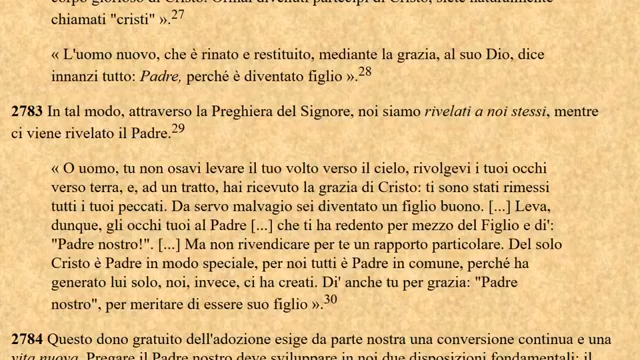 corpo glorioso di Cristo. Ormai divenuti partecipi di Cristo, siete naturalmente
chiamati "cristi" ».27
« L'uomo nuovo, che è rinato e restituito, mediante la grazia, al suo Dio, dice
innanzi tutto: Padre, perché è diventato figlio ».28
2783 In tal modo, attraverso la Preghiera del Signore, noi siamo rivelati a noi stessi, mentre
ci viene rivelato il Padre.29
« O uomo, tu non osavi levare il tuo volto verso il cielo, rivolgevi i tuoi occhi
verso terra, e, ad un tratto, hai ricevuto la grazia di Cristo: ti sono stati rimessi
tutti i tuoi peccati. Da servo malvagio sei diventato un figlio buono. [...] Leva,
dunque, gli occhi tuoi al Padre [...] che ti ha redento per mezzo del Figlio e di':
"Padre nostro!". [...] Ma non rivendicare per te un rapporto particolare. Del solo
Cristo è Padre in modo speciale, per noi tutti è Padre in comune, perché ha
generato lui solo, noi, invece, ci ha creati. Di' anche tu per grazia: "Padre
nostro", per meritare di essere suo figlio ».30
2784 Questo dono gratuito dell'adozione esige da parte nostra una conversione continua e una
vita nuova. Pregare il Padre nostro deve sviluppare in noi due disposizioni fondamentali: il